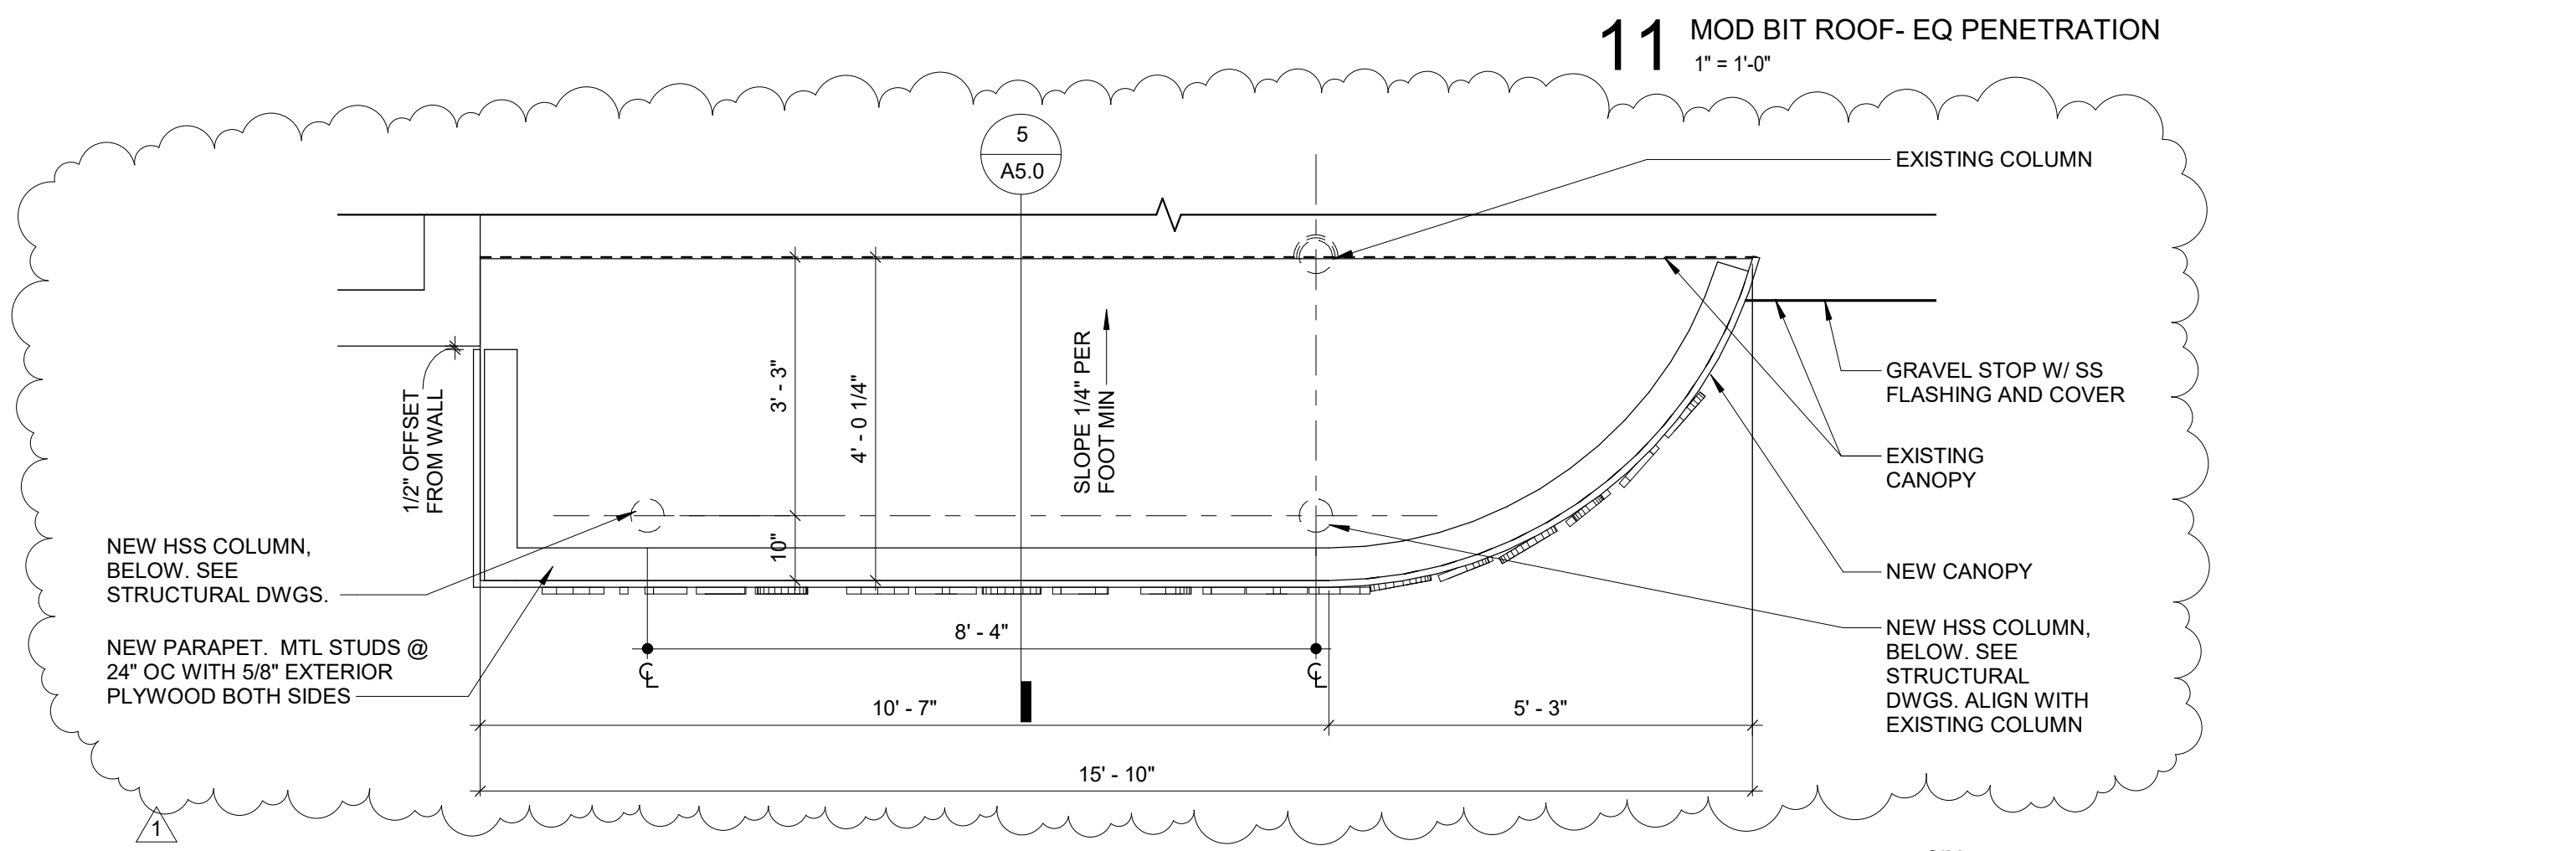 11 MOD BIT ROOF- EQ PENETRATION
1" = 1'-0"
5
A5.0
EXISTING COLUMN
GRAVEL STOP W/ SS
FLASHING AND COVER
EXISTING
CANOPY
NEW CANOPY
NEW HSS COLUMN,
BELOW. SEE
STRUCTURAL
DWGS. ALIGN WITH
EXISTING COLUMN
1/2" OFFSET
FROM WALL
3' - 3"
10"
4' - 0 1/4"
SLOPE 1/4" PER
FOOT MIN
NEW HSS COLUMN,
BELOW. SEE
STRUCTURAL DWGS.
NEW PARAPET. MTL STUDS @
24" OC WITH 5/8" EXTERIOR
PLYWOOD BOTH SIDES
8' - 4"
℄
℄
10' - 7"
5' - 3"
15' - 10"
1